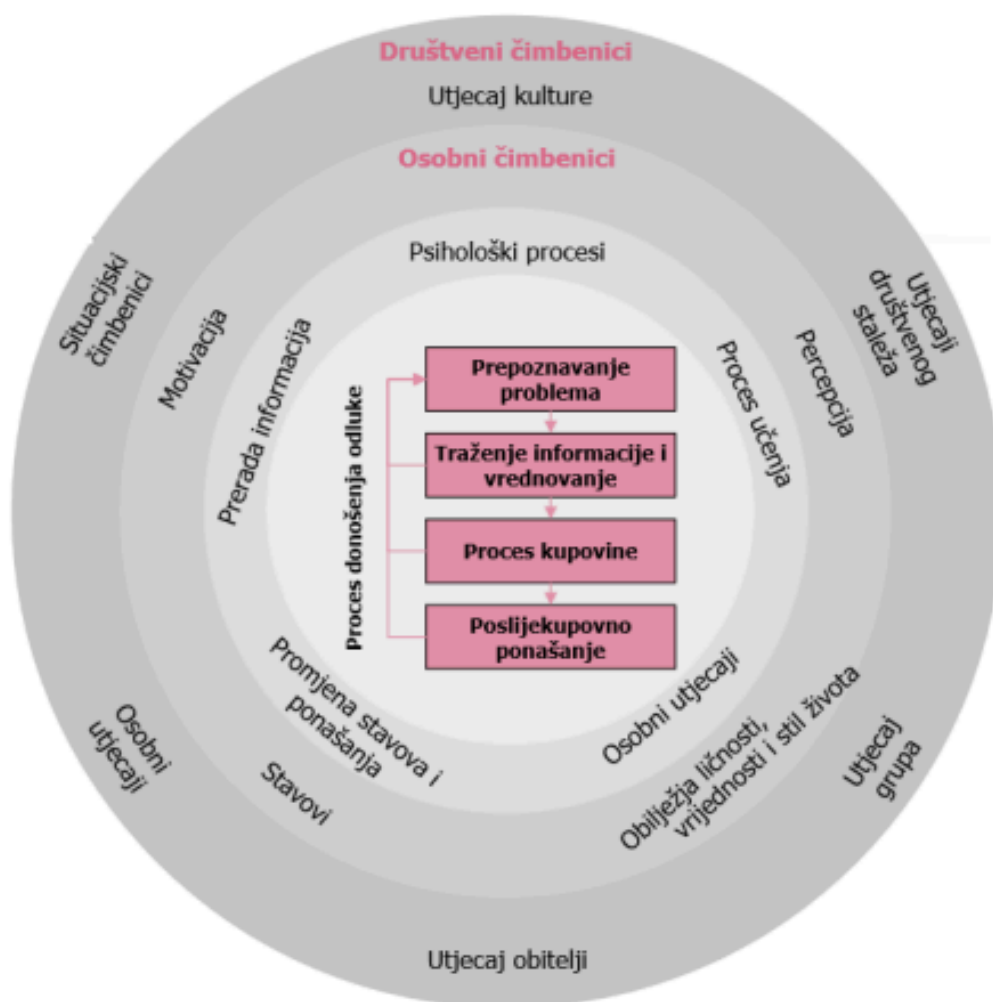 Društveni čimbenici
Utjecaj kulture
Osobni čimbenici
Psihološki procesi
Situacijski
čimbenici
Motivacija
Prerada informacija
Proces donošenja odluke
Prepoznavanje
problema
Traženje informacije i
vrednovanje
Proces kupovine
Poslijekupovno
ponašanje
Proces učenja
Percepcija
Utjecaji
društvenog
staleža
Osobni
utjecaji
Stavovi
Promjena stavova i
ponašanja
Osobni utjecaji
Obilježja ličnosti,
vrijednosti i stil života
Utjecaj
grupa
Utjecaj obitelji